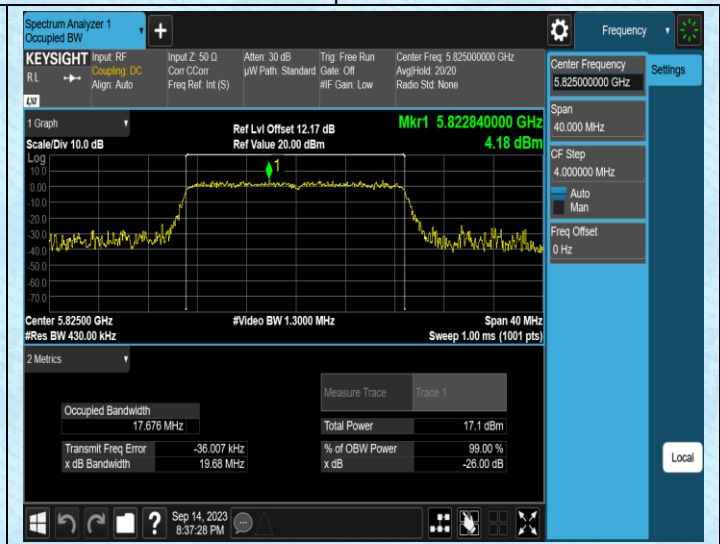 Spectrum Analyzer 1
Occupied BW
+
Frequency
KEYSIGHT
R L
LXI
Input: RF
Coupling: DC
Align: Auto
Input Z: 50 Ω
Corr CCorr
Freq Ref: Int (S)
Atten: 30 dB
µW Path: Standard
Trig: Free Run
Gate: Off
#IF Gain: Low
Center Freq: 5.825000000 GHz
Avg|Hold: 20/20
Radio Std: None
Center Frequency
5.825000000 GHz
Settings
Span
40.000 MHz
CF Step
4.000000 MHz
Auto
Man
Freq Offset
0 Hz
Local
1 Graph
Scale/Div 10.0 dB
Ref Lvl Offset 12.17 dB
Ref Value 20.00 dBm
Mkr1 5.822840000 GHz
4.18 dBm
Log
10.0
0.00
-10.0
-20.0
-30.0
-40.0
-50.0
-60.0
-70.0
1
Center 5.82500 GHz
#Res BW 430.00 kHz
#Video BW 1.3000 MHz
Span 40 MHz
Sweep 1.00 ms (1001 pts)
2 Metrics
Measure Trace Trace 1
Occupied Bandwidth
17.676 MHz
Total Power 17.1 dBm
Transmit Freq Error -36.007 kHz
% of OBW Power 99.00 %
x dB Bandwidth 19.68 MHz
x dB -26.00 dB
?
Sep 14, 2023
8:37:28 PM